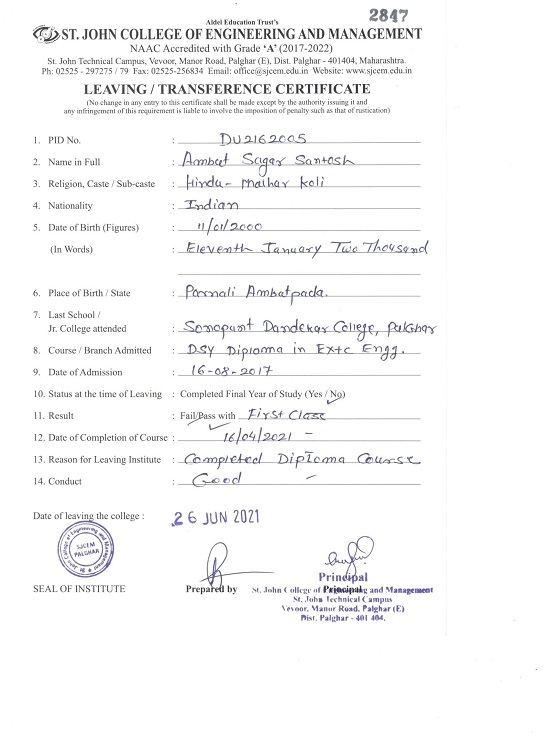 Aldel Education Trust's
2847
ST. JOHN COLLEGE OF ENGINEERING AND MANAGEMENT
NAAC Accredited with Grade 'A' (2017-2022)
St. John Technical Campus, Vevoor, Manor Road, Palghar (E), Dist. Palghar - 401404, Maharashtra.
Ph: 02525 - 297275 / 79 Fax: 02525-256834 Email: office@sjcem.edu.in Website: www.sjcem.edu.in
LEAVING / TRANSFERENCE CERTIFICATE
(No change in any entry to this certificate shall be made except by the authority issuing it and
any infringement of this requirement is liable to involve the imposition of penalty such as that of rustication)
1. PID No. : DU2162005
2. Name in Full : Ambat Sagar Santosh
3. Religion, Caste / Sub-caste : Hindu - Malhar Koli
4. Nationality : Indian
5. Date of Birth (Figures) : 11/01/2000
(In Words) : Eleventh January Two Thousand
6. Place of Birth / State : Parnali Ambatpada.
7. Last School /
Jr. College attended : Sonopant Dandekar College, Palghar
8. Course / Branch Admitted : DSY Diploma in Extc Engg.
9. Date of Admission : 16-08-2017
10. Status at the time of Leaving : Completed Final Year of Study (Yes / No)
11. Result : Fail/Pass with First Class
12. Date of Completion of Course : 16/04/2021 -
13. Reason for Leaving Institute : Completed Diploma Course
14. Conduct : Good -
Date of leaving the college : 26 JUN 2021
St. John College of Engineering and Management
SJCEM
PALGHAR
SEAL OF INSTITUTE
Prepared by
Principal
Principal
St. John College of Engineering and Management
St. John Technical Campus
Vevoor, Manor Road, Palghar (E)
Dist. Palghar - 401 404.